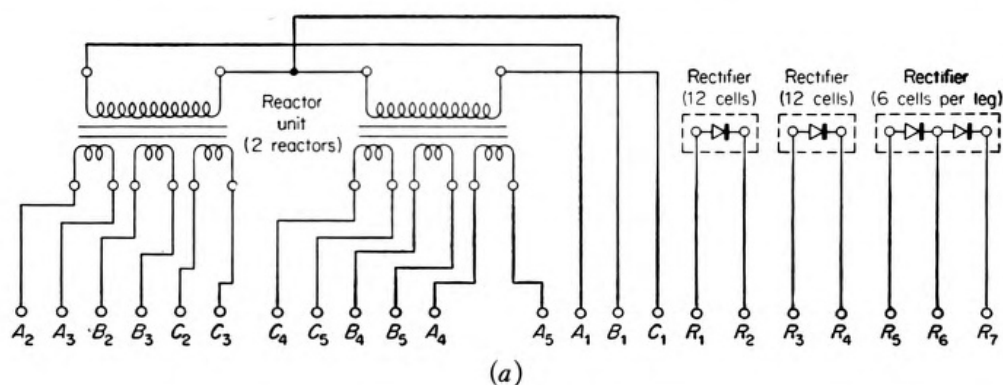 Reactor
unit
(2 reactors)
Rectifier
(12 cells)
Rectifier
(12 cells)
Rectifier
(6 cells per leg)
A₂ A₃ B₂ B₃ C₂ C₃ C₄ C₅ B₄ B₅ A₄ A₅ A₁ B₁ C₁ R₁ R₂ R₃ R₄ R₅ R₆ R₇
(a)